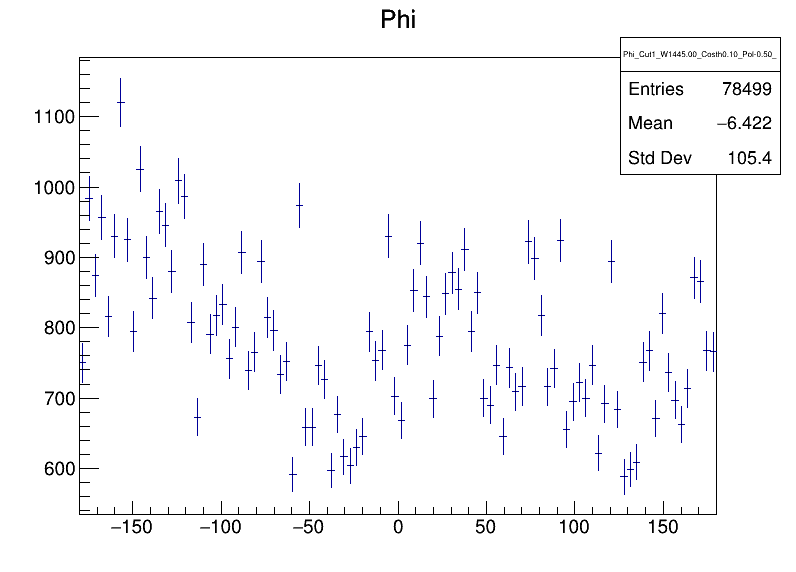 Phi
Phi_Cut1_W1445.00_Costh0.10_Pol-0.50_
Entries 78499
Mean −6.422
Std Dev 105.4
1100
1000
900
800
700
600
−150 −100 −50 0 50 100 150